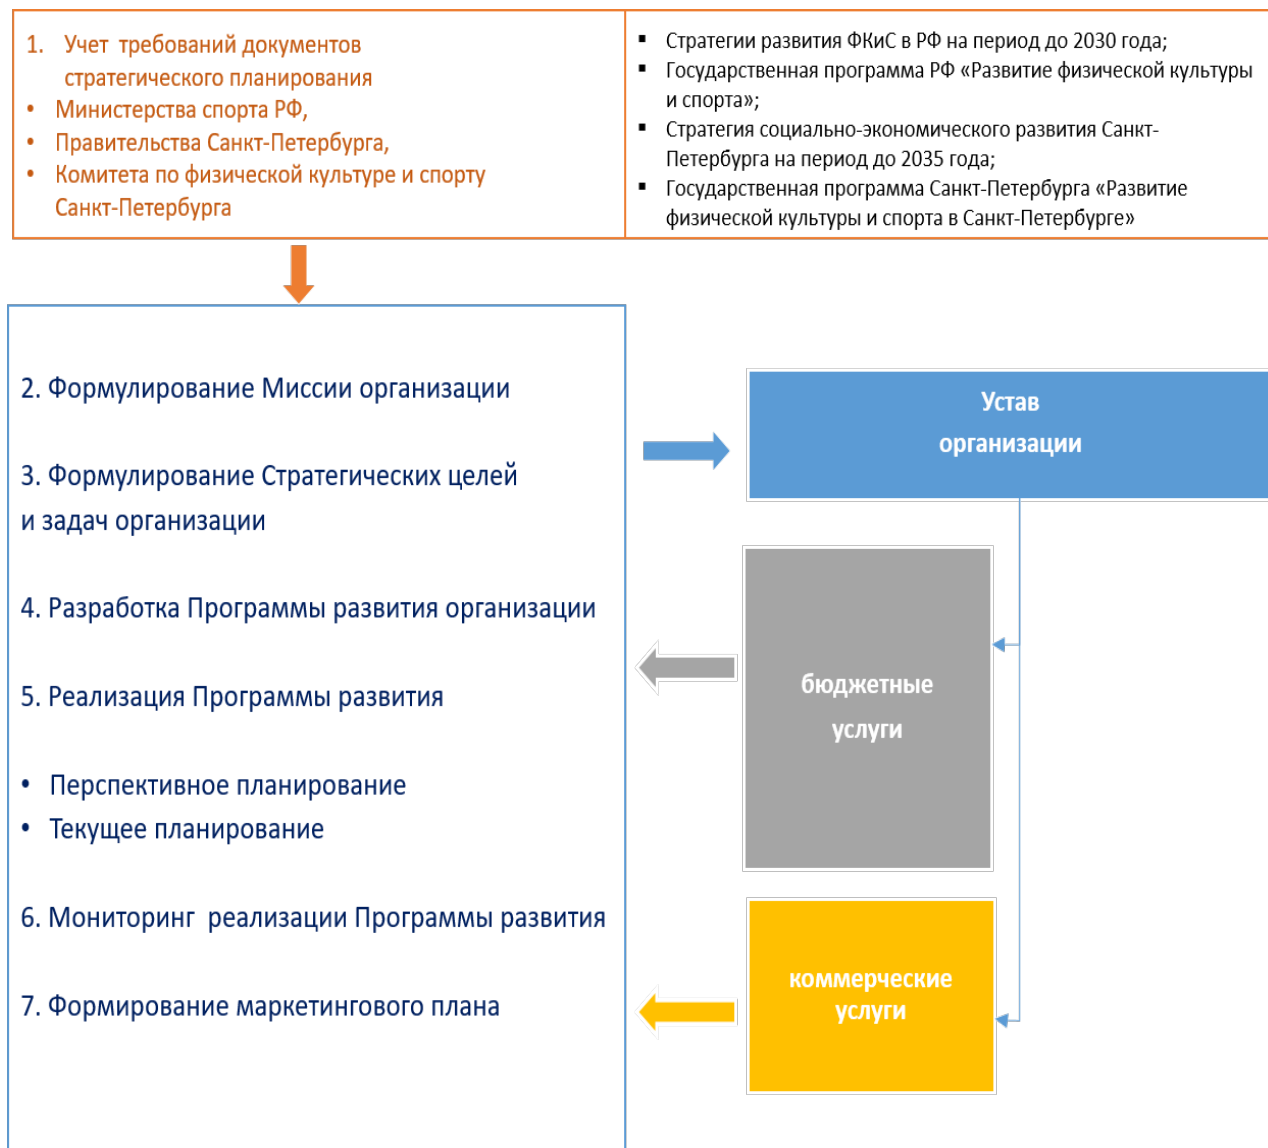 1. Учет требований документов
стратегического планирования
• Министерства спорта РФ,
• Правительства Санкт-Петербурга,
• Комитета по физической культуре и спорту
Санкт-Петербурга
▪ Стратегии развития ФКиС в РФ на период до 2030 года;
▪ Государственная программа РФ «Развитие физической культуры
и спорта»;
▪ Стратегия социально-экономического развития Санкт-
Петербурга на период до 2035 года;
▪ Государственная программа Санкт-Петербурга «Развитие
физической культуры и спорта в Санкт-Петербурге»
2. Формулирование Миссии организации
3. Формулирование Стратегических целей
и задач организации
4. Разработка Программы развития организации
5. Реализация Программы развития
• Перспективное планирование
• Текущее планирование
6. Мониторинг реализации Программы развития
7. Формирование маркетингового плана
Устав
организации
бюджетные
услуги
коммерческие
услуги